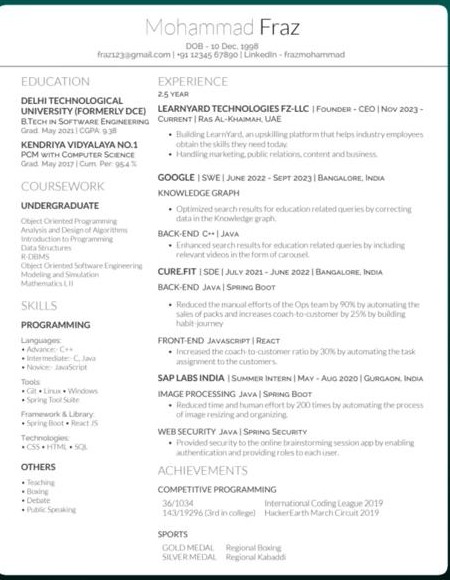 Mohammad Fraz
DOB - 10 Dec, 1998
fraz123@gmail.com | +91 12345 67890 | LinkedIn - frazmohammad
EDUCATION
DELHI TECHNOLOGICAL
UNIVERSITY (FORMERLY DCE)
B.Tech in Software Engineering
Grad. May 2021 | CGPA: 9.38
KENDRIYA VIDYALAYA NO.1
PCM with Computer Science
Grad. May 2017 | Cum. Per: 95.4 %
COURSEWORK
UNDERGRADUATE
Object Oriented Programming
Analysis and Design of Algorithms
Introduction to Programming
Data Structures
R-DBMS
Object Oriented Software Engineering
Modeling and Simulation
Mathematics I, II
SKILLS
PROGRAMMING
Languages:
• Advance:- C++
• Intermediate:- C, Java
• Novice:- JavaScript
Tools:
• Git • Linux • Windows
• Spring Tool Suite
Framework & Library:
• Spring Boot • React JS
Technologies:
• CSS • HTML • SQL
OTHERS
• Teaching
• Boxing
• Debate
• Public Speaking
EXPERIENCE
2.5 YEAR
LEARNYARD TECHNOLOGIES FZ-LLC | Founder - CEO | Nov 2023 -
Current | Ras Al-Khaimah, UAE
• Building LearnYard, an upskilling platform that helps industry employees
obtain the skills they need today.
• Handling marketing, public relations, content and business.
GOOGLE | SWE | June 2022 - Sept 2023 | Bangalore, India
KNOWLEDGE GRAPH
• Optimized search results for education related queries by correcting
data in the Knowledge graph.
BACK-END C++ | Java
• Enhanced search results for education related queries by including
relevant videos in the form of carousel.
CURE.FIT | SDE | July 2021 - June 2022 | Bangalore, India
BACK-END Java | Spring Boot
• Reduced the manual efforts of the Ops team by 90% by automating the
sales of packs and increases coach-to-customer by 25% by building
habit-journey
FRONT-END Javascript | React
• Increased the coach-to-customer ratio by 30% by automating the task
assignment to the customers.
SAP LABS INDIA | Summer Intern | May - Aug 2020 | Gurgaon, India
IMAGE PROCESSING Java | Spring Boot
• Reduced time and human effort by 200 times by automating the process
of image resizing and organizing.
WEB SECURITY Java | Spring Security
• Provided security to the online brainstorming session app by enabling
authentication and providing roles to each user.
ACHIEVEMENTS
COMPETITIVE PROGRAMMING
36/1034 International Coding League 2019
143/19296 (3rd in college) HackerEarth March Circuit 2019
SPORTS
GOLD MEDAL Regional Boxing
SILVER MEDAL Regional Kabaddi